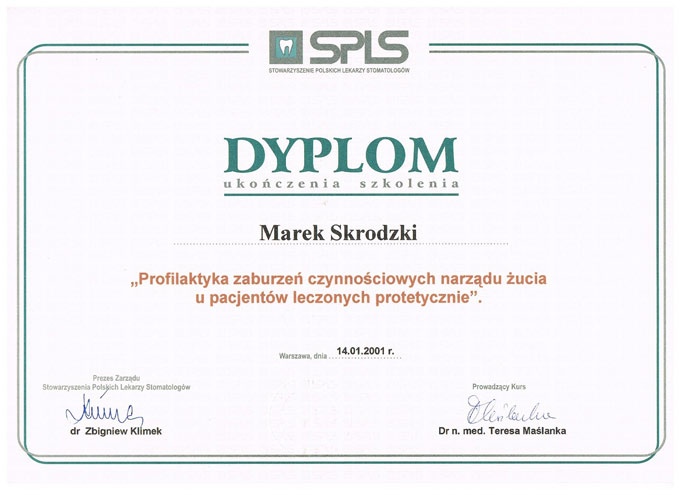 SPLS
STOWARZYSZENIE POLSKICH LEKARZY STOMATOLOGÓW
DYPLOM
ukończenia szkolenia
Marek Skrodzki
„Profilaktyka zaburzeń czynnościowych narządu żucia
u pacjentów leczonych protetycznie”.
Warszawa, dnia 14.01.2001 r.
Prezes Zarządu
Stowarzyszenia Polskich Lekarzy Stomatologów
dr Zbigniew Klimek
Prowadzący Kurs
Dr n. med. Teresa Maślanka